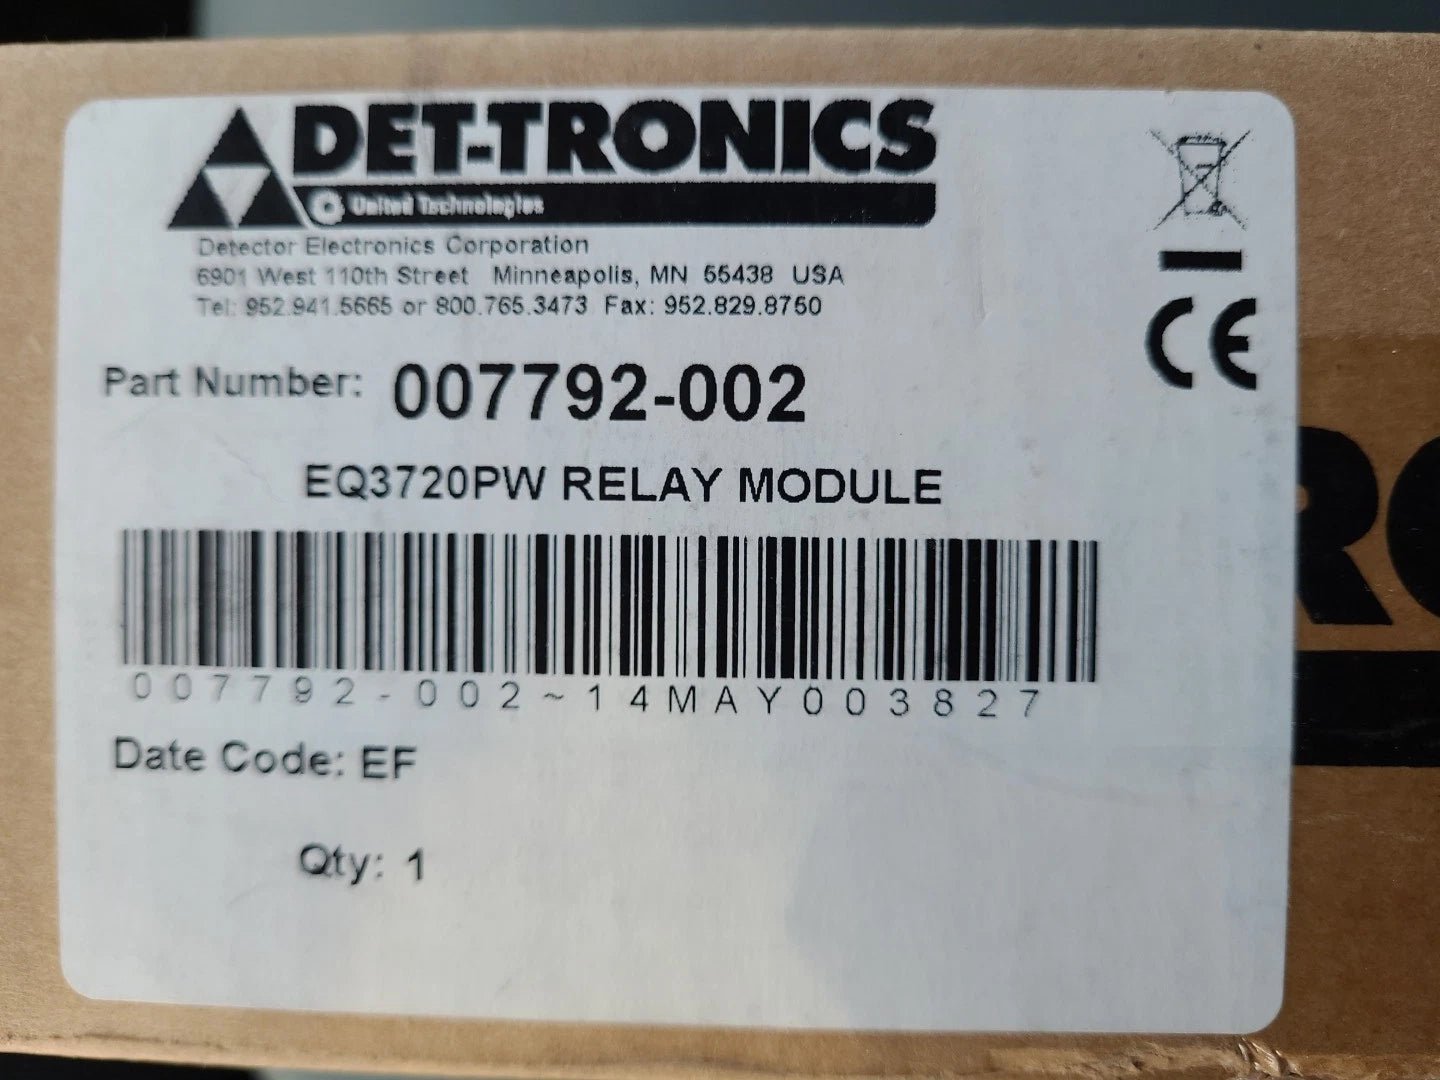 DET-TRONICS
United Technologies
Detector Electronics Corporation
6901 West 110th Street Minneapolis, MN 55438 USA
Tel: 952.941.5665 or 800.765.3473 Fax: 952.829.8750
CE
Part Number: 007792-002
EQ3720PW RELAY MODULE
007792-002~14MAY003827
Date Code: EF
Qty: 1
RO